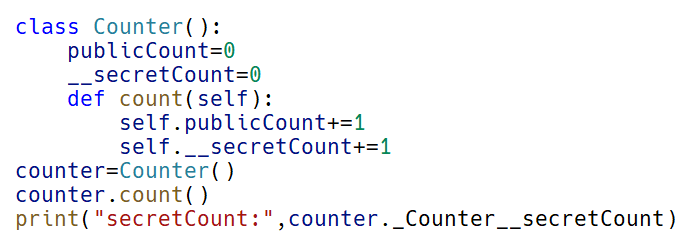 class Counter():
    publicCount=0
    __secretCount=0
    def count(self):
        self.publicCount+=1
        self.__secretCount+=1
counter=Counter()
counter.count()
print("secretCount:",counter._Counter__secretCount)